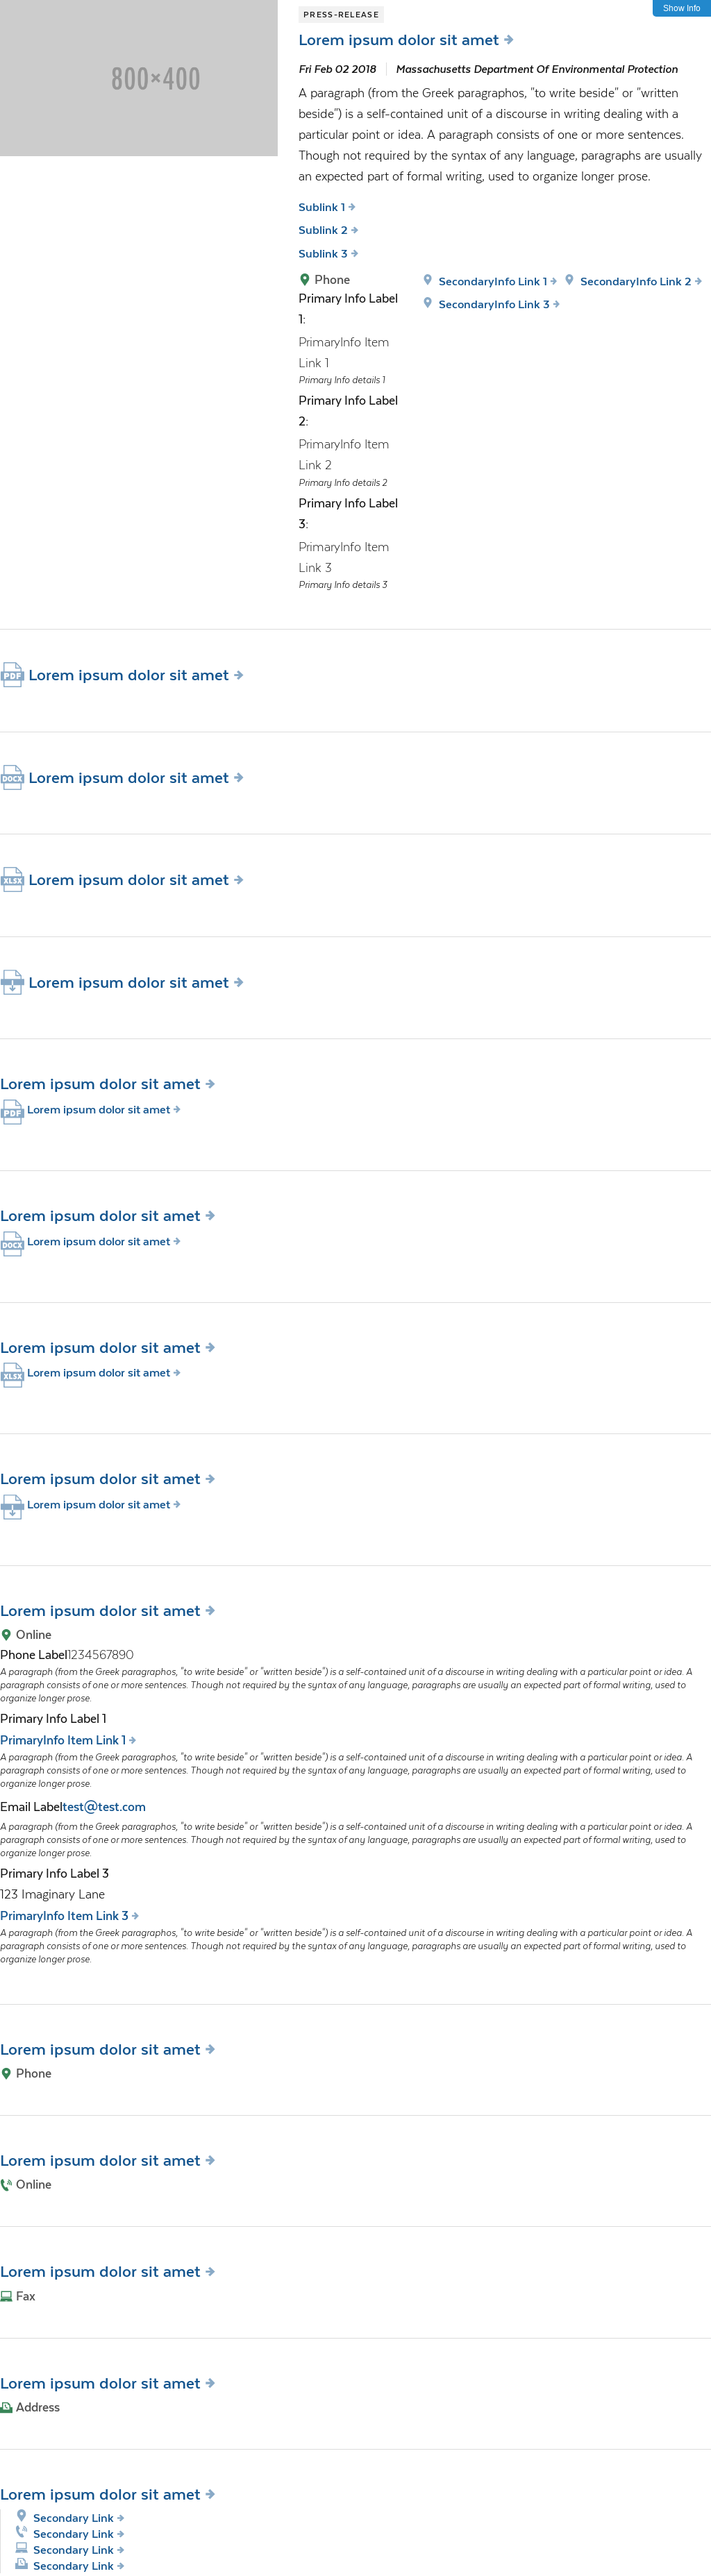 Show Info
800×400
PRESS-RELEASE
Lorem ipsum dolor sit amet
Fri Feb 02 2018 Massachusetts Department Of Environmental Protection
A paragraph (from the Greek paragraphos, "to write beside" or "written
beside") is a self-contained unit of a discourse in writing dealing with a
particular point or idea. A paragraph consists of one or more sentences.
Though not required by the syntax of any language, paragraphs are usually
an expected part of formal writing, used to organize longer prose.
Sublink 1
Sublink 2
Sublink 3
Phone
Primary Info Label
1:
PrimaryInfo Item
Link 1
Primary Info details 1
Primary Info Label
2:
PrimaryInfo Item
Link 2
Primary Info details 2
Primary Info Label
3:
PrimaryInfo Item
Link 3
Primary Info details 3
SecondaryInfo Link 1 SecondaryInfo Link 2
SecondaryInfo Link 3
PDF Lorem ipsum dolor sit amet
DOCX Lorem ipsum dolor sit amet
XLSX Lorem ipsum dolor sit amet
Lorem ipsum dolor sit amet
Lorem ipsum dolor sit amet
PDF Lorem ipsum dolor sit amet
Lorem ipsum dolor sit amet
DOCX Lorem ipsum dolor sit amet
Lorem ipsum dolor sit amet
XLSX Lorem ipsum dolor sit amet
Lorem ipsum dolor sit amet
Lorem ipsum dolor sit amet
Lorem ipsum dolor sit amet
Online
Phone Label1234567890
A paragraph (from the Greek paragraphos, "to write beside" or "written beside") is a self-contained unit of a discourse in writing dealing with a particular point or idea. A
paragraph consists of one or more sentences. Though not required by the syntax of any language, paragraphs are usually an expected part of formal writing, used to
organize longer prose.
Primary Info Label 1
PrimaryInfo Item Link 1
A paragraph (from the Greek paragraphos, "to write beside" or "written beside") is a self-contained unit of a discourse in writing dealing with a particular point or idea. A
paragraph consists of one or more sentences. Though not required by the syntax of any language, paragraphs are usually an expected part of formal writing, used to
organize longer prose.
Email Labeltest@test.com
A paragraph (from the Greek paragraphos, "to write beside" or "written beside") is a self-contained unit of a discourse in writing dealing with a particular point or idea. A
paragraph consists of one or more sentences. Though not required by the syntax of any language, paragraphs are usually an expected part of formal writing, used to
organize longer prose.
Primary Info Label 3
123 Imaginary Lane
PrimaryInfo Item Link 3
A paragraph (from the Greek paragraphos, "to write beside" or "written beside") is a self-contained unit of a discourse in writing dealing with a particular point or idea. A
paragraph consists of one or more sentences. Though not required by the syntax of any language, paragraphs are usually an expected part of formal writing, used to
organize longer prose.
Lorem ipsum dolor sit amet
Phone
Lorem ipsum dolor sit amet
Online
Lorem ipsum dolor sit amet
Fax
Lorem ipsum dolor sit amet
Address
Lorem ipsum dolor sit amet
Secondary Link
Secondary Link
Secondary Link
Secondary Link